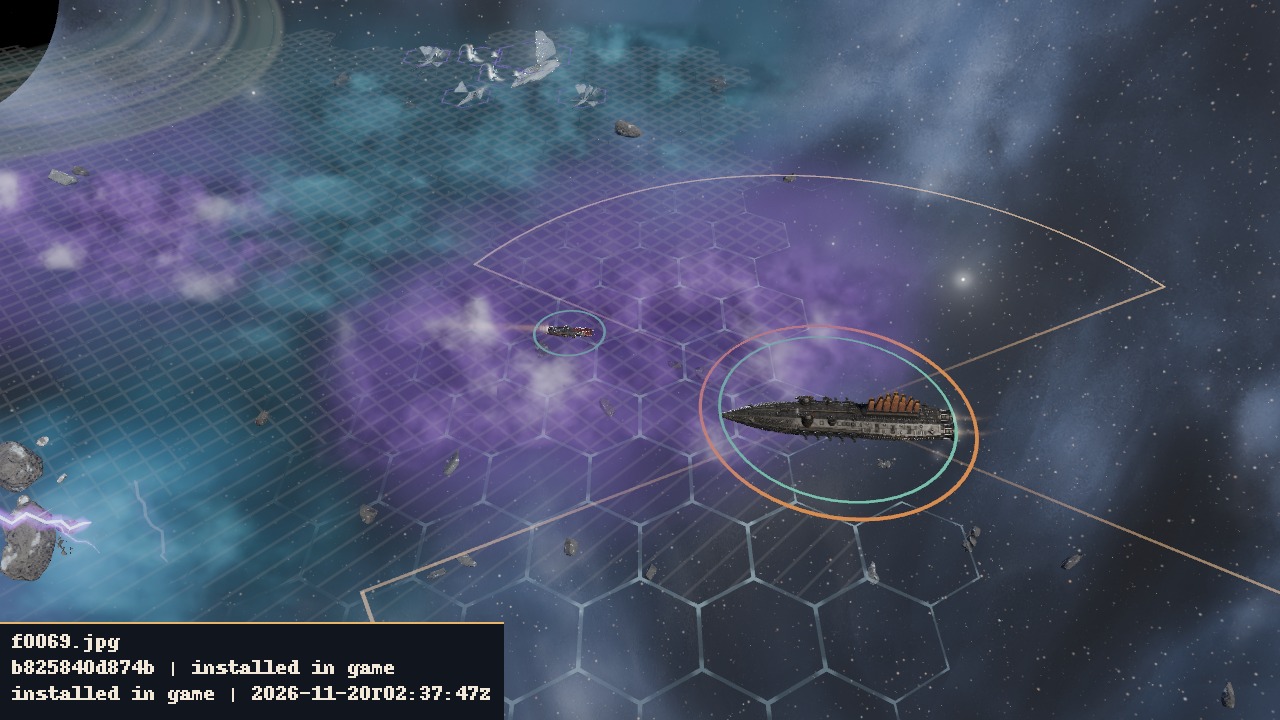 f0069.jpg
b825840d874b | installed in game
installed in game | 2026-11-20T02:37:47Z